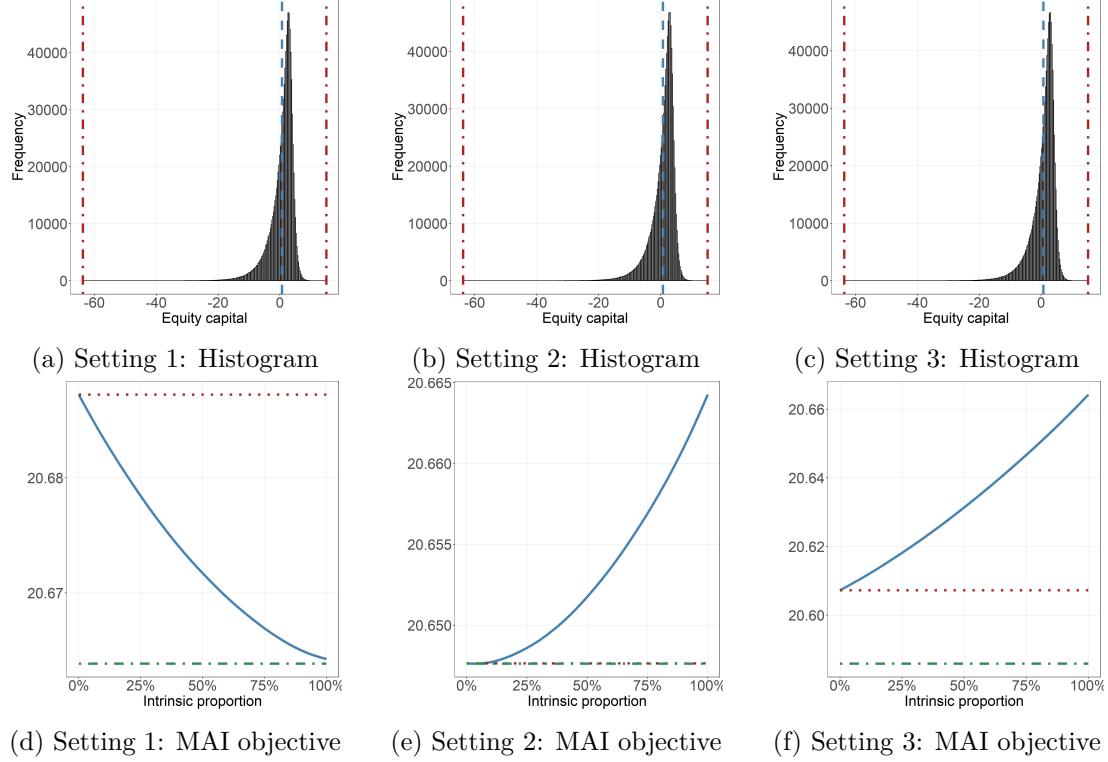 Frequency
40000
30000
20000
10000
0
-60 -40 -20 0
Equity capital
(a) Setting 1: Histogram
Frequency
40000
30000
20000
10000
0
-60 -40 -20 0
Equity capital
(b) Setting 2: Histogram
Frequency
40000
30000
20000
10000
0
-60 -40 -20 0
Equity capital
(c) Setting 3: Histogram
20.68
20.67
0% 25% 50% 75% 100%
Intrinsic proportion
(d) Setting 1: MAI objective
20.665
20.660
20.655
20.650
0% 25% 50% 75% 100%
Intrinsic proportion
(e) Setting 2: MAI objective
20.66
20.64
20.62
20.60
0% 25% 50% 75% 100%
Intrinsic proportion
(f) Setting 3: MAI objective